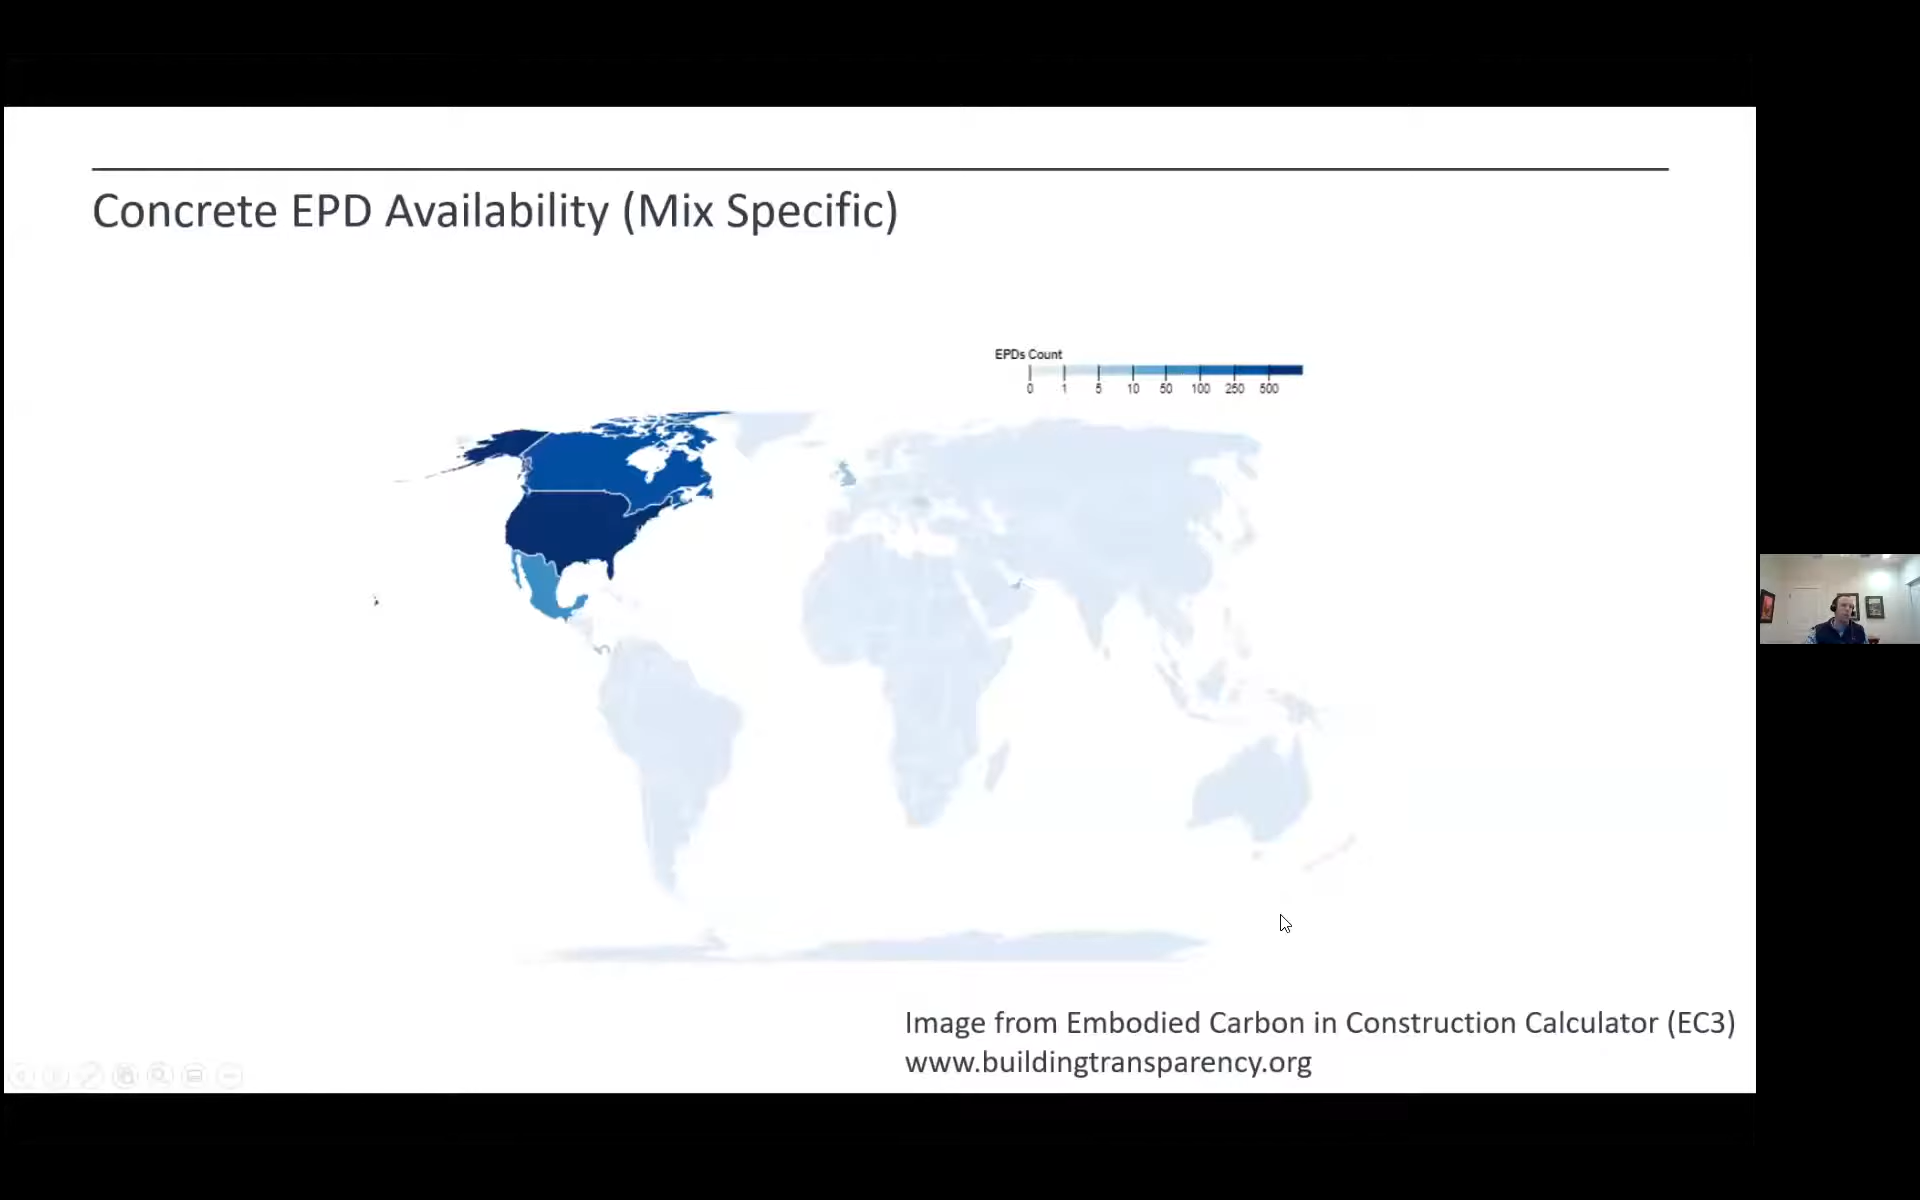 Concrete EPD Availability (Mix Specific)
EPDs Count
0 1 5 10 50 100 250 500
Image from Embodied Carbon in Construction Calculator (EC3)
www.buildingtransparency.org